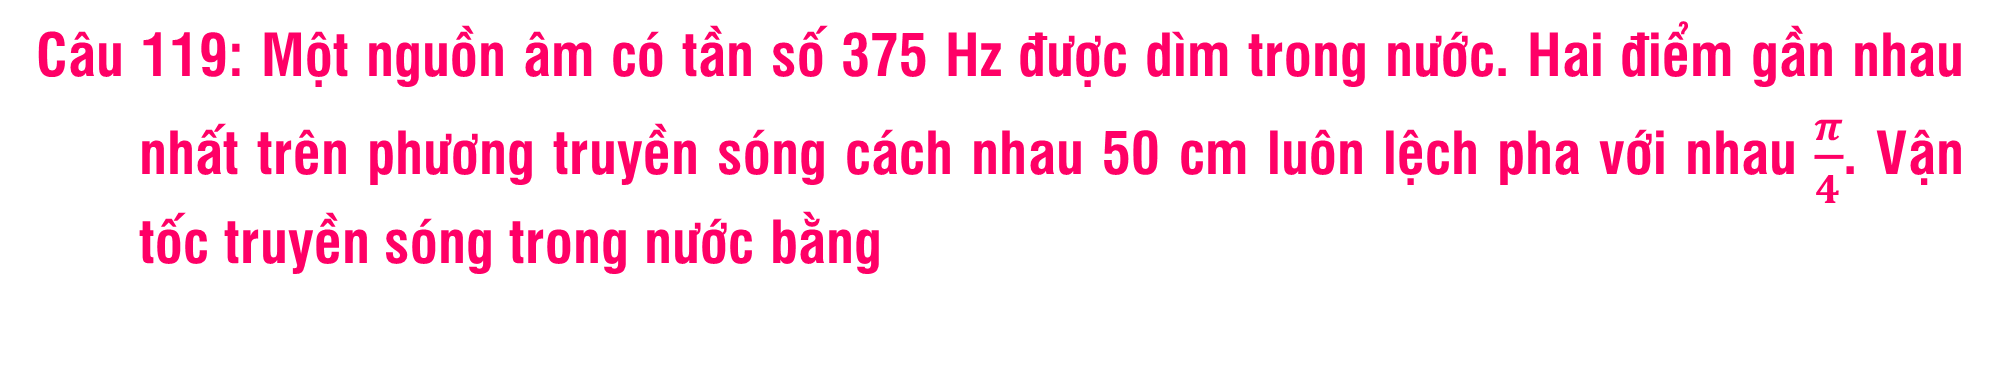 Câu 119: Một nguồn âm có tần số 375 Hz được dìm trong nước. Hai điểm gần nhau
nhất trên phương truyền sóng cách nhau 50 cm luôn lệch pha với nhau π/4. Vận
tốc truyền sóng trong nước bằng